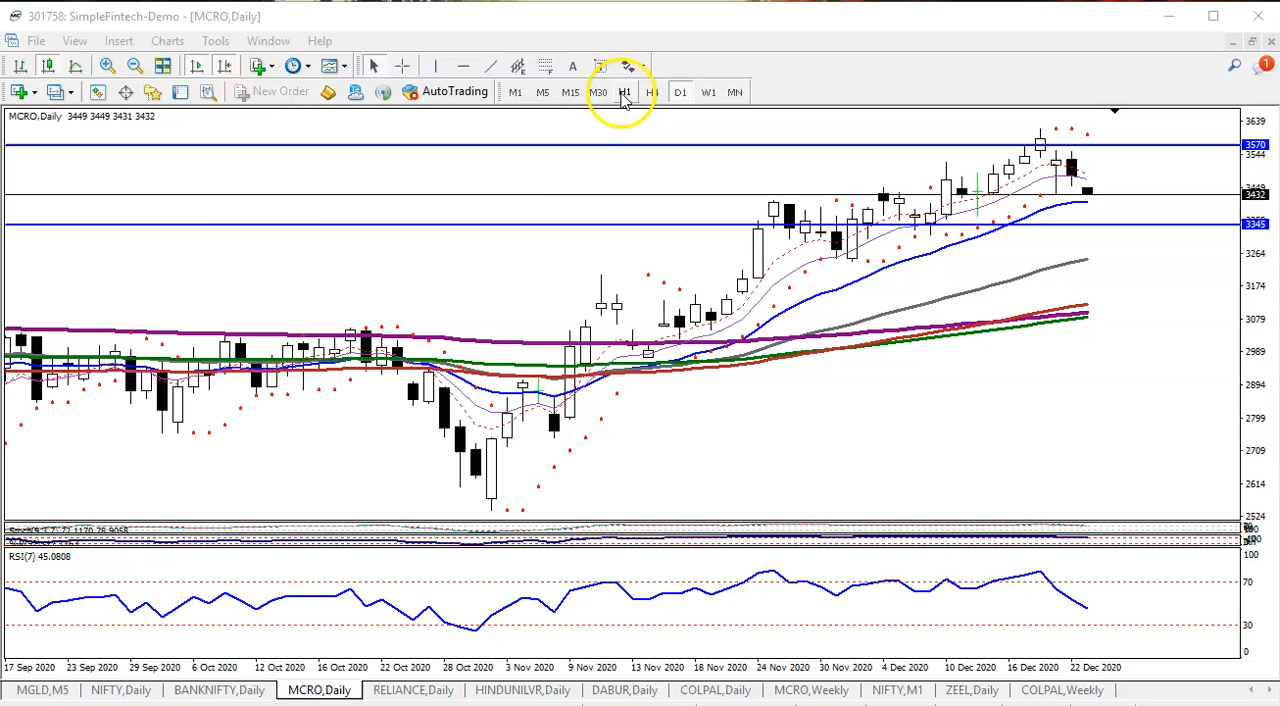 301758: SimpleFintech-Demo - [MCRO,Daily]
File View Insert Charts Tools Window Help
A
1
New Order AutoTrading M1 M5 M15 M30 H1 H4 D1 W1 MN
MCRO,Daily 3449 3449 3431 3432
3639
3570
3544
3449
3432
3345
3264
3174
3079
2989
2894
2799
2709
2614
2524
RSI(7) 45.0808
100
70
30
0
17 Sep 2020 23 Sep 2020 29 Sep 2020 6 Oct 2020 12 Oct 2020 16 Oct 2020 22 Oct 2020 28 Oct 2020 3 Nov 2020 9 Nov 2020 13 Nov 2020 18 Nov 2020 24 Nov 2020 30 Nov 2020 4 Dec 2020 10 Dec 2020 16 Dec 2020 22 Dec 2020
MGLD,M5 NIFTY,Daily BANKNIFTY,Daily MCRO,Daily RELIANCE,Daily HINDUNILVR,Daily DABUR,Daily COLPAL,Daily MCRO,Weekly NIFTY,M1 ZEEL,Daily COLPAL,Weekly